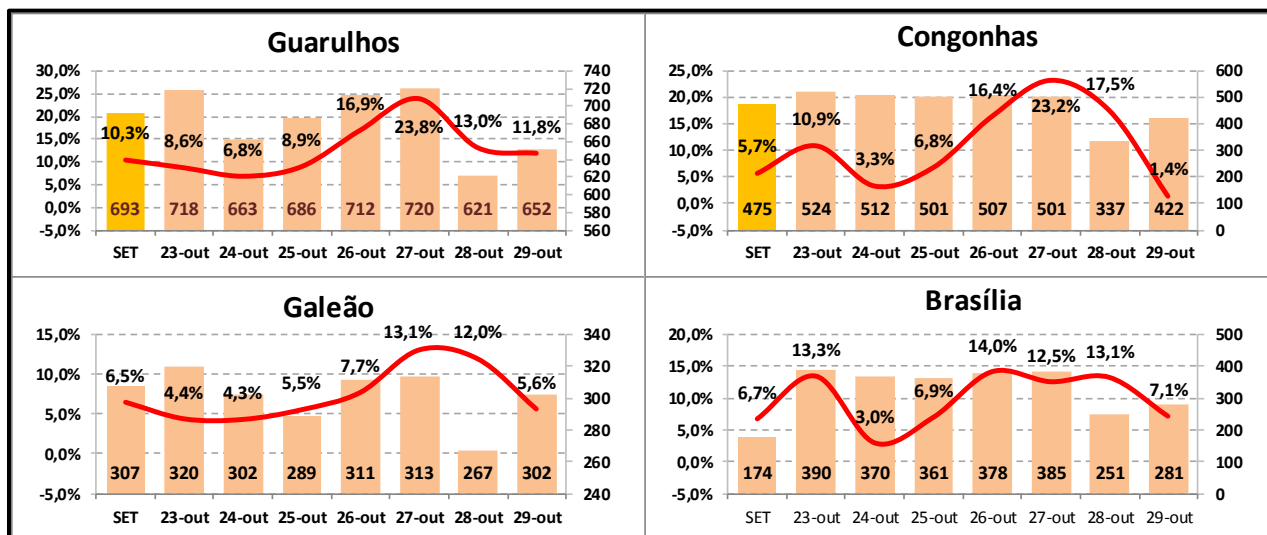 Guarulhos
30,0% 25,0% 20,0% 15,0% 10,0% 5,0% 0,0% -5,0%
740 720 700 680 660 640 620 600 580 560
10,3% 8,6% 6,8% 8,9% 16,9% 23,8% 13,0% 11,8%
693 718 663 686 712 720 621 652
SET 23-out 24-out 25-out 26-out 27-out 28-out 29-out
Congonhas
25,0% 20,0% 15,0% 10,0% 5,0% 0,0% -5,0%
600 500 400 300 200 100 0
5,7% 10,9% 3,3% 6,8% 16,4% 23,2% 17,5% 1,4%
475 524 512 501 507 501 337 422
SET 23-out 24-out 25-out 26-out 27-out 28-out 29-out
Galeão
15,0% 10,0% 5,0% 0,0% -5,0%
340 320 300 280 260 240
6,5% 4,4% 4,3% 5,5% 7,7% 13,1% 12,0% 5,6%
307 320 302 289 311 313 267 302
SET 23-out 24-out 25-out 26-out 27-out 28-out 29-out
Brasília
20,0% 15,0% 10,0% 5,0% 0,0% -5,0%
500 400 300 200 100 0
6,7% 13,3% 3,0% 6,9% 14,0% 12,5% 13,1% 7,1%
174 390 370 361 378 385 251 281
SET 23-out 24-out 25-out 26-out 27-out 28-out 29-out